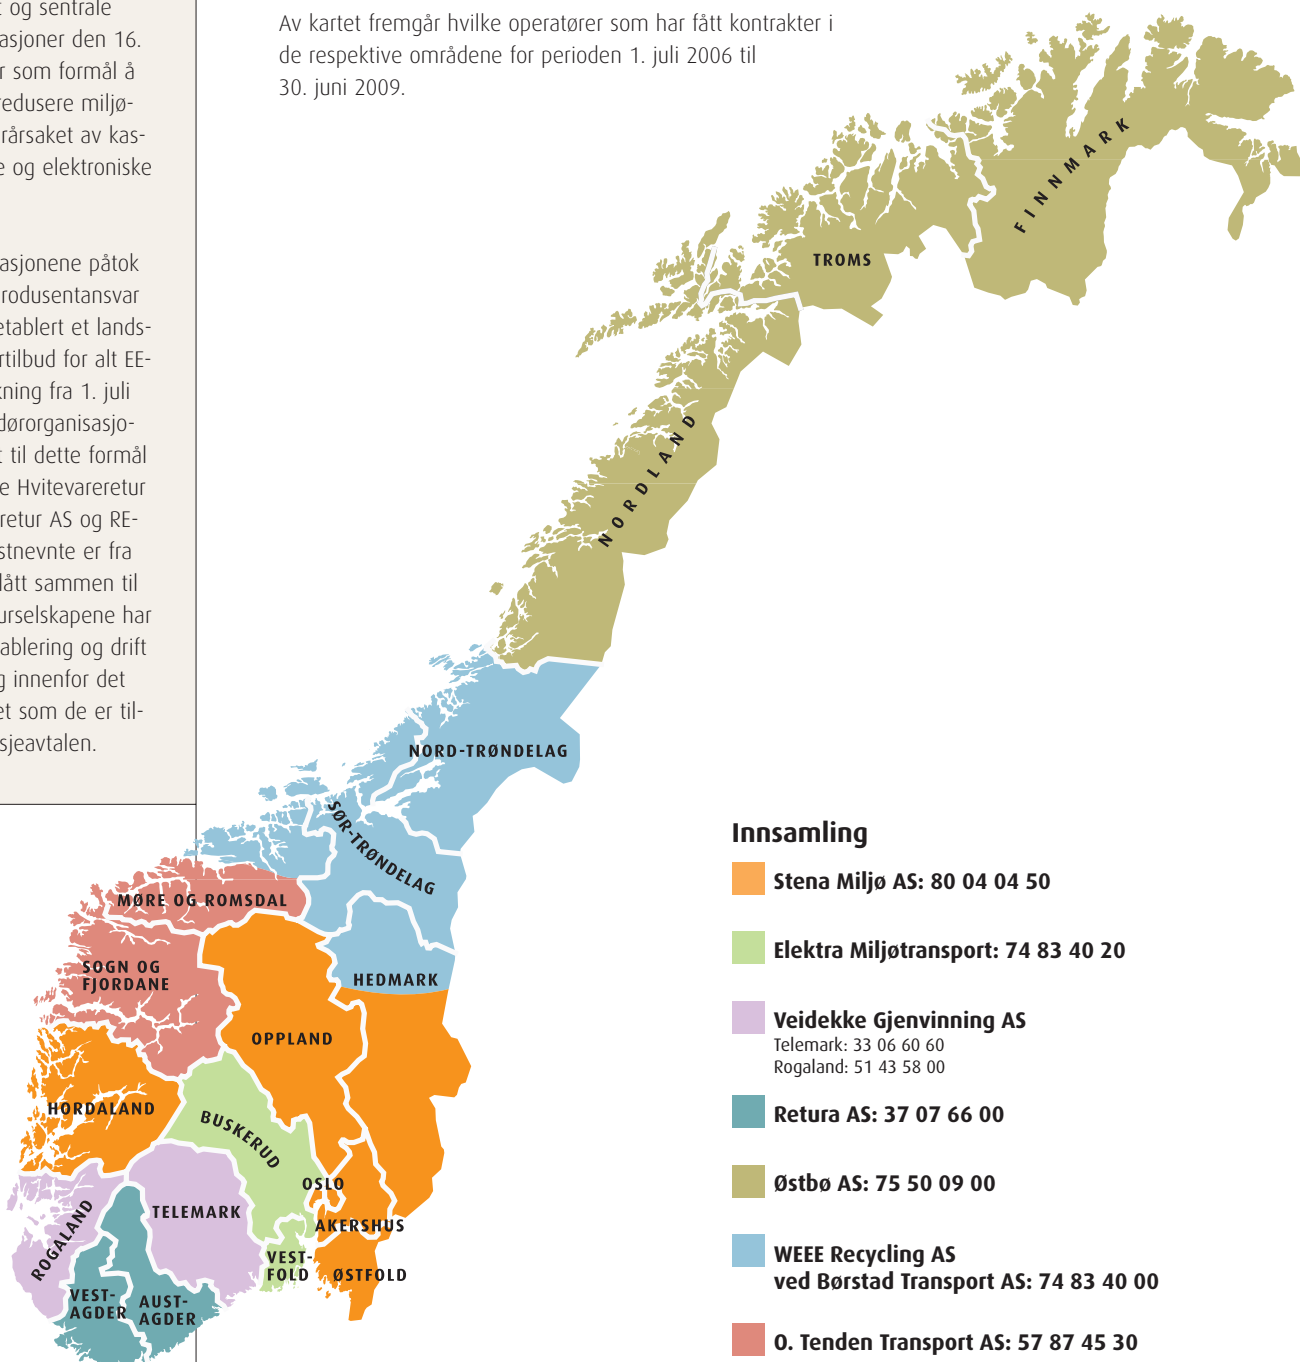 t og sentrale
asjoner den 16.
r som formål å
redusere miljø-
rårsaket av kas-
e og elektroniske
asjonene påtok
rodusentansvar
etablert et lands-
rtilbud for alt EE-
kning fra 1. juli
dørorganisasjo-
t til dette formål
e Hvitevareretur
retur AS og RE-
stnevnte er fra
lått sammen til
urselskapene har
ablering og drift
g innenfor det
et som de er til-
sjeavtalen.
Av kartet fremgår hvilke operatører som har fått kontrakter i
de respektive områdene for perioden 1. juli 2006 til
30. juni 2009.
FINNMARK
TROMS
NORDLAND
NORD-TRØNDELAG
SØR-TRØNDELAG
MØRE OG ROMSDAL
SOGN OG
FJORDANE
HEDMARK
OPPLAND
HORDALAND
BUSKERUD
OSLO
TELEMARK
AKERSHUS
ROGALAND
VEST-
FOLD
ØSTFOLD
VEST-
AGDER
AUST-
AGDER
Innsamling
Stena Miljø AS: 80 04 04 50
Elektra Miljøtransport: 74 83 40 20
Veidekke Gjenvinning AS
Telemark: 33 06 60 60
Rogaland: 51 43 58 00
Retura AS: 37 07 66 00
Østbø AS: 75 50 09 00
WEEE Recycling AS
ved Børstad Transport AS: 74 83 40 00
O. Tenden Transport AS: 57 87 45 30